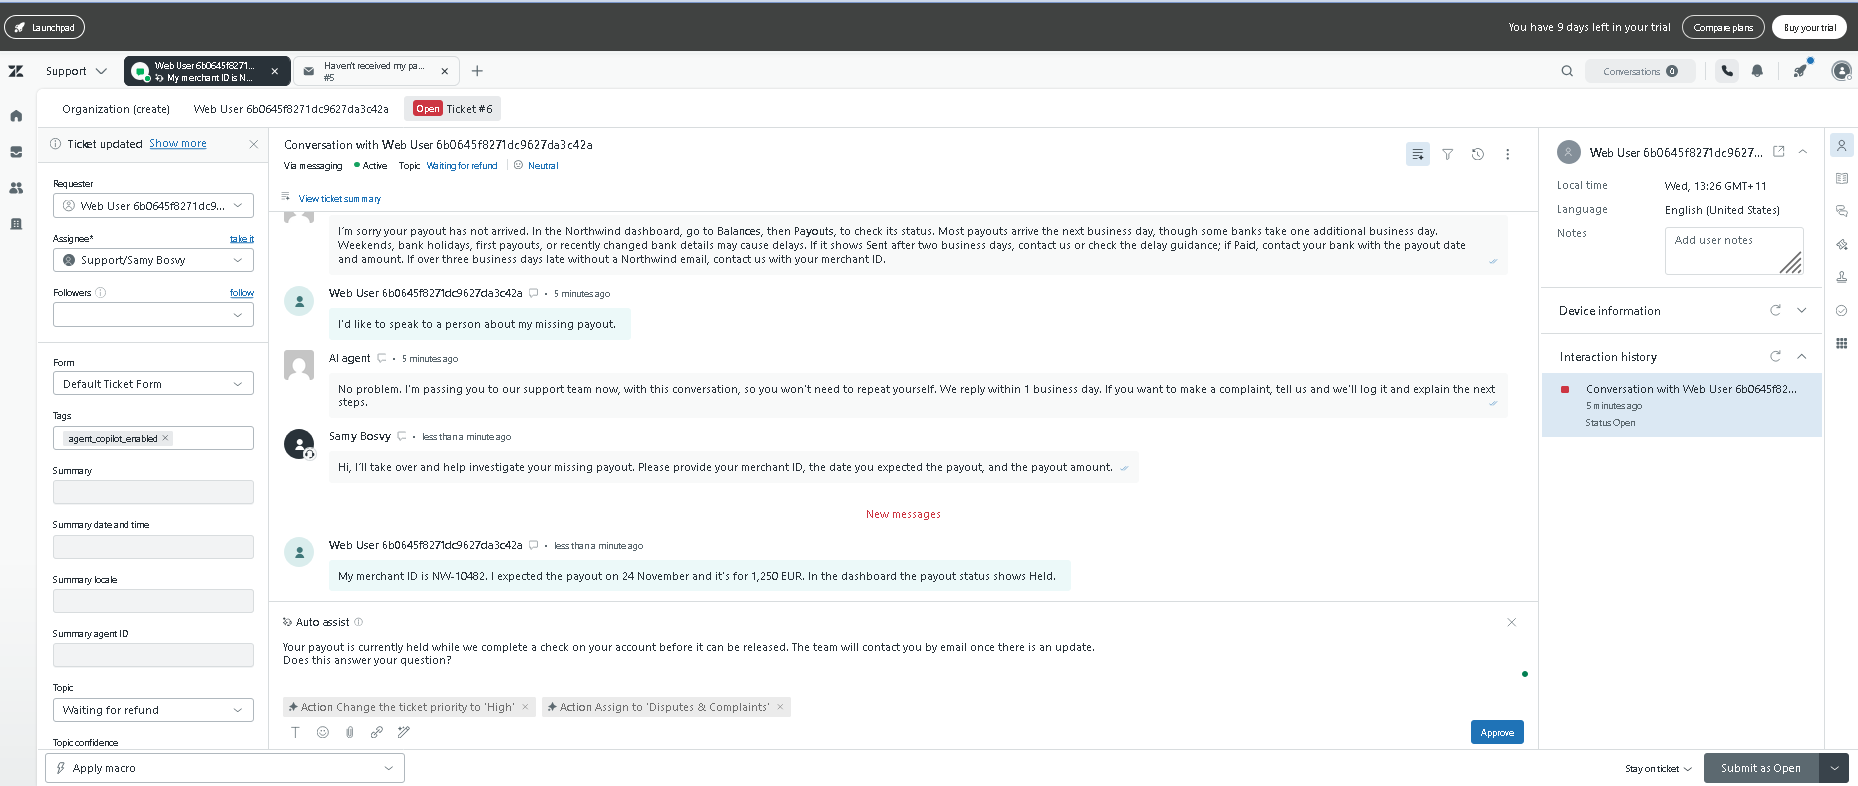 Launchpad
You have 9 days left in your trial
Compare plans
Buy your trial
Support
Web User 6b0645f8271...
My merchant ID is N...
Haven't received my pa...
#5
Conversations 0
Organization (create)
Web User 6b0645f8271dc9627da3c42a
Open Ticket #6
Ticket updated Show more
Requester
Web User 6b0645f8271dc9...
Assignee*
take it
Support/Samy Bosvy
Followers
follow
Form
Default Ticket Form
Tags
agent_copilot_enabled
Summary
Summary date and time
Summary locale
Summary agent ID
Topic
Waiting for refund
Topic confidence
Apply macro
Conversation with Web User 6b0645f8271dc9627da3c42a
Via messaging Active Topic Waiting for refund Neutral
View ticket summary
I'm sorry your payout has not arrived. In the Northwind dashboard, go to Balances, then Payouts, to check its status. Most payouts arrive the next business day, though some banks take one additional business day.
Weekends, bank holidays, first payouts, or recently changed bank details may cause delays. If it shows Sent after two business days, contact us or check the delay guidance; if Paid, contact your bank with the payout date
and amount. If over three business days late without a Northwind email, contact us with your merchant ID.
Web User 6b0645f8271dc9627da3c42a • 5 minutes ago
I'd like to speak to a person about my missing payout.
AI agent • 5 minutes ago
No problem. I'm passing you to our support team now, with this conversation, so you won't need to repeat yourself. We reply within 1 business day. If you want to make a complaint, tell us and we'll log it and explain the next
steps.
Samy Bosvy • less than a minute ago
Hi, I'll take over and help investigate your missing payout. Please provide your merchant ID, the date you expected the payout, and the payout amount.
New messages
Web User 6b0645f8271dc9627da3c42a • less than a minute ago
My merchant ID is NW-10482. I expected the payout on 24 November and it's for 1,250 EUR. In the dashboard the payout status shows Held.
Auto assist
Your payout is currently held while we complete a check on your account before it can be released. The team will contact you by email once there is an update.
Does this answer your question?
Action Change the ticket priority to 'High'
Action Assign to 'Disputes & Complaints'
Approve
Stay on ticket
Submit as Open
Web User 6b0645f8271dc9627...
Local time Wed, 13:26 GMT+11
Language English (United States)
Notes Add user notes
Device information
Interaction history
Conversation with Web User 6b0645f82...
5 minutes ago
Status Open